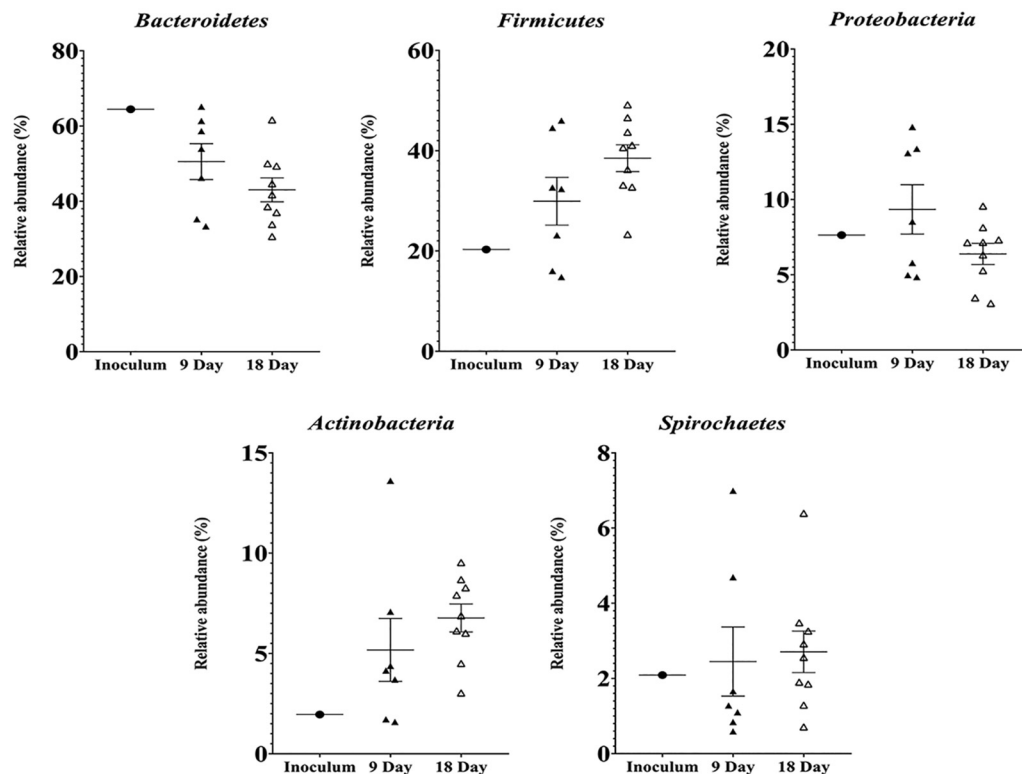 Bacteroidetes
Relative abundance (%)
80
60
40
20
0
Inoculum 9 Day 18 Day
Firmicutes
Relative abundance (%)
60
40
20
0
Inoculum 9 Day 18 Day
Proteobacteria
Relative abundance (%)
20
15
10
5
0
Inoculum 9 Day 18 Day
Actinobacteria
Relative abundance (%)
15
10
5
0
Inoculum 9 Day 18 Day
Spirochaetes
Relative abundance (%)
8
6
4
2
0
Inoculum 9 Day 18 Day